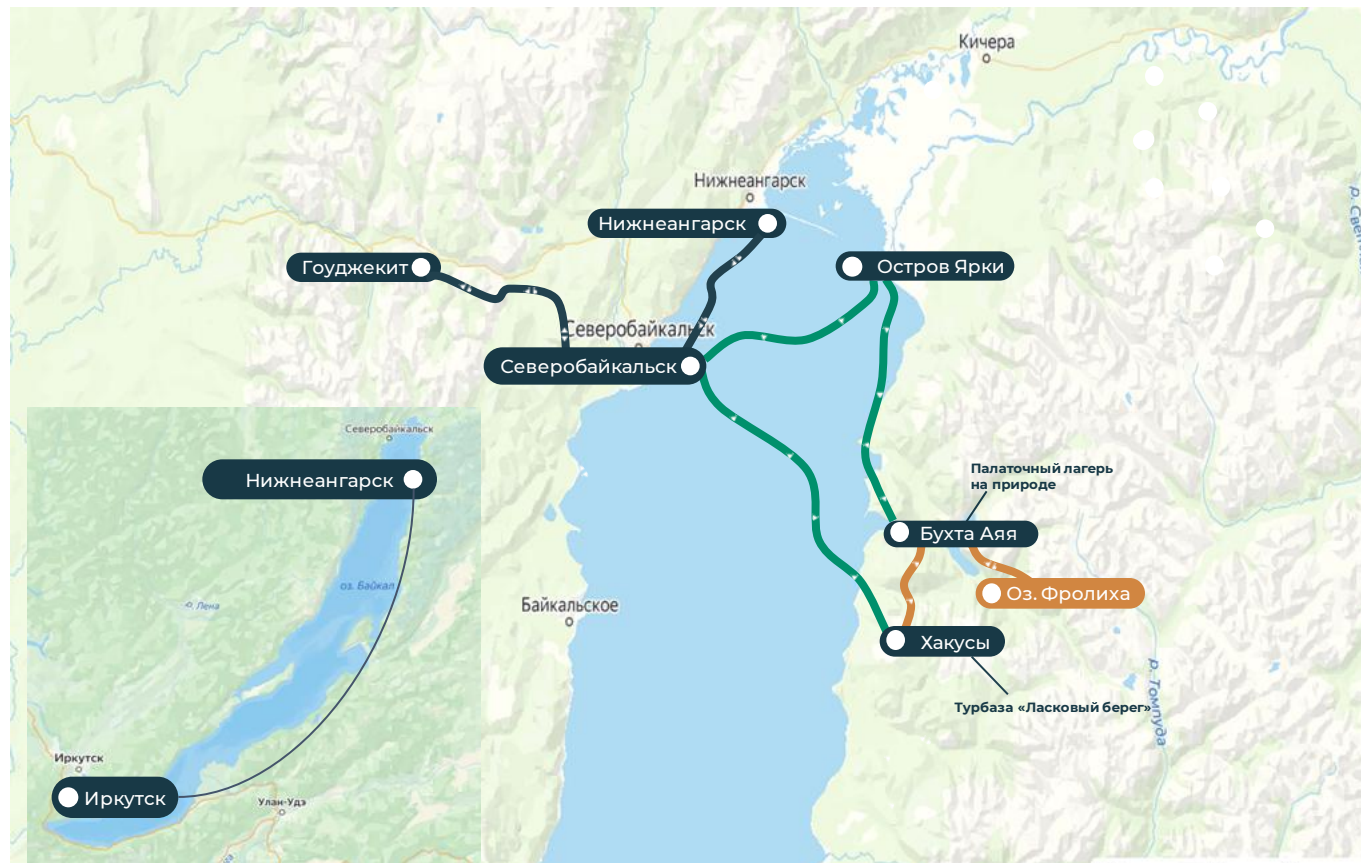 Кичера
Нижнеангарск
Нижнеангарск
Гоуджекит
Остров Ярки
Северобайкальск
Северобайкальск
Северобайкальск
Нижнеангарск
Палаточный лагерь
на природе
Бухта Аяя
Оз. Фролиха
оз. Байкал
р. Лена
Байкальское
Хакусы
р. Томпуда
Турбаза «Ласковый берег»
Иркутск
Иркутск
Улан-Удэ